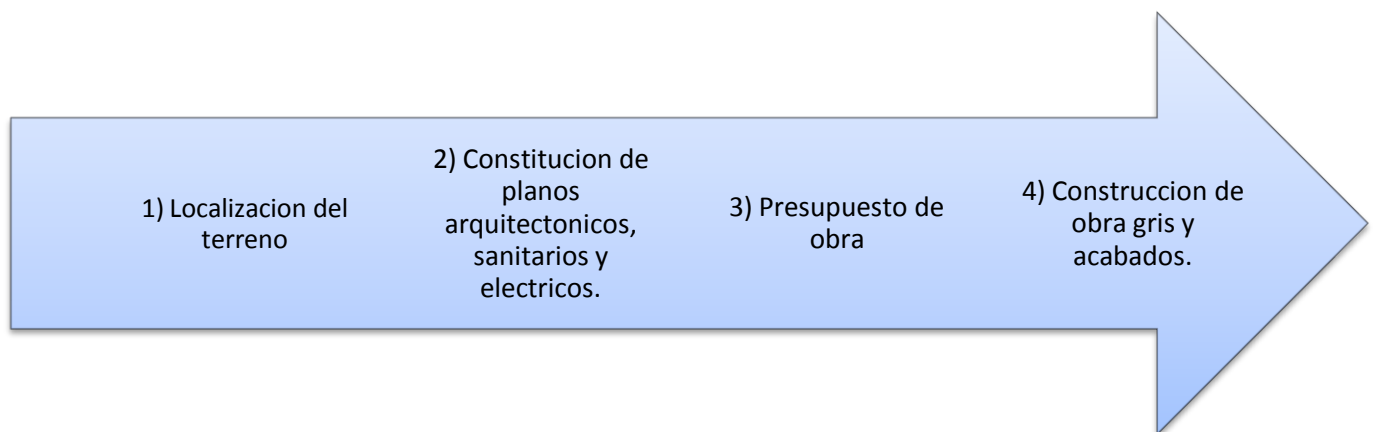 1) Localizacion del
terreno
2) Constitucion de
planos
arquitectonicos,
sanitarios y
electricos.
3) Presupuesto de
obra
4) Construccion de
obra gris y
acabados.